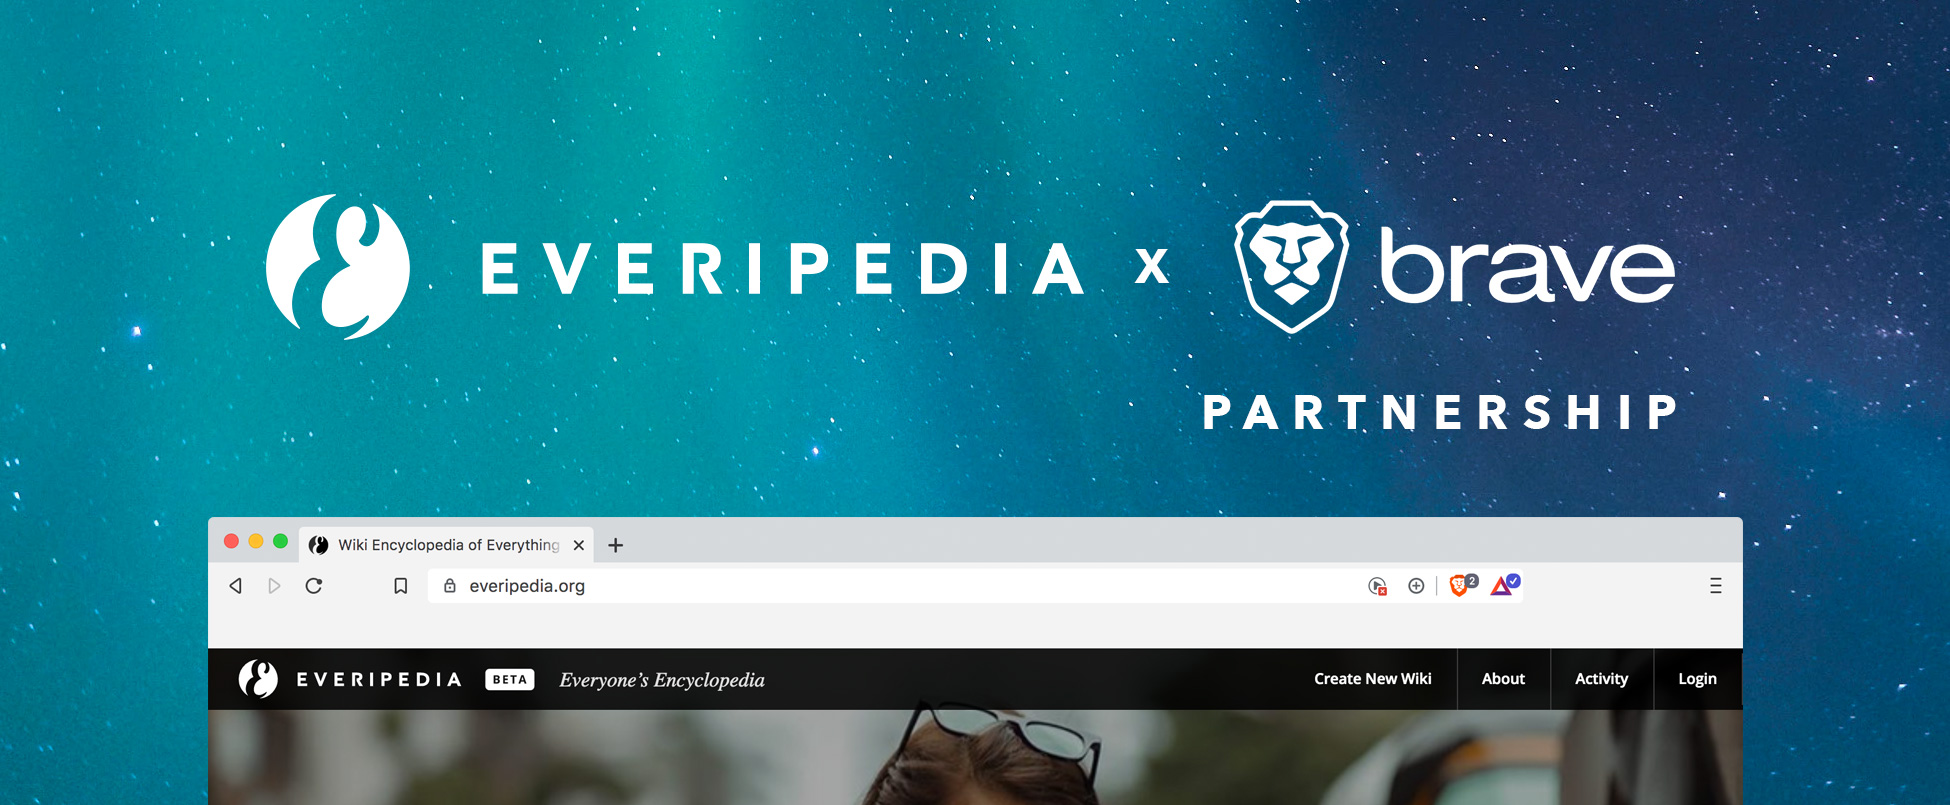 EVERIPEDIA x brave
PARTNERSHIP
Wiki Encyclopedia of Everything
everipedia.org
2
EVERIPEDIA BETA Everyone's Encyclopedia Create New Wiki About Activity Login